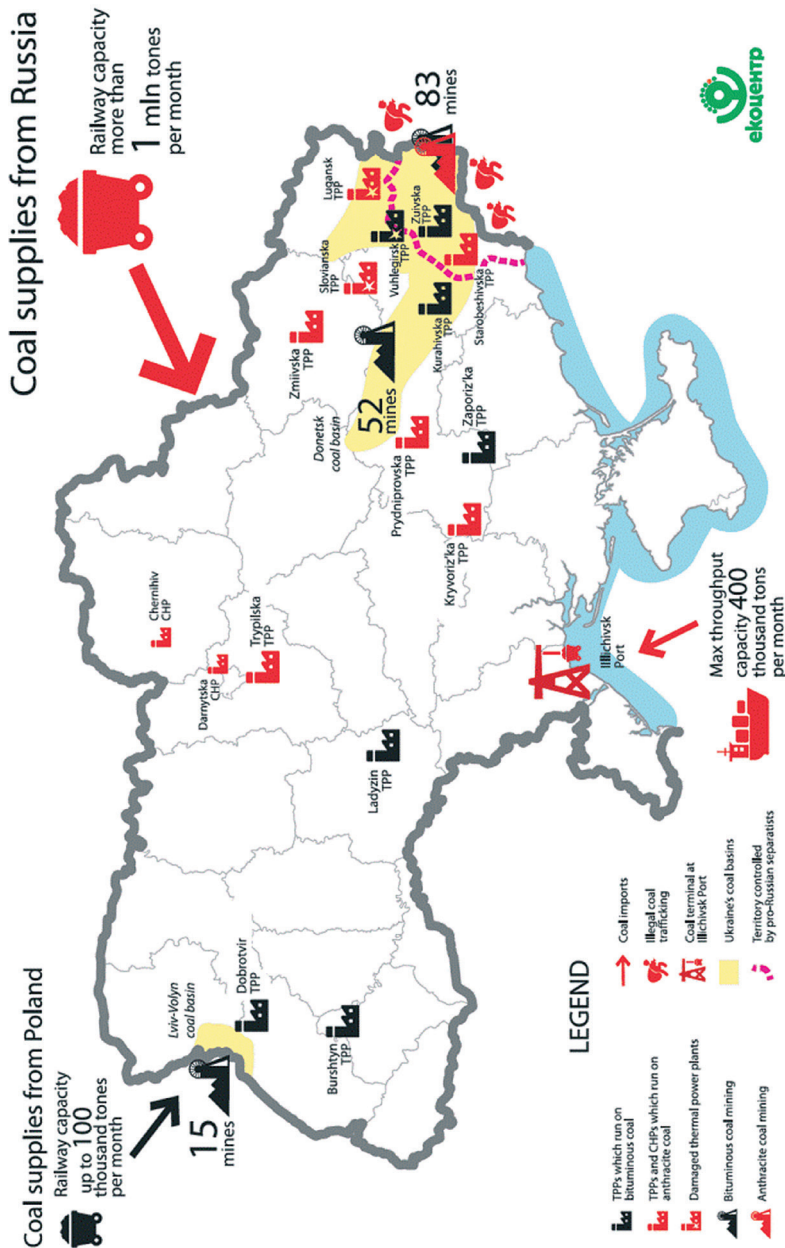 Coal supplies from Poland
Railway capacity
up to 100
thousand tones
per month
Coal supplies from Russia
Railway capacity
more than
1 mln tones
per month
Lviv-Volyn
coal basin
15
mines
Dobrotvir
TPP
Burshtyn
TPP
Ladyzin
TPP
Chernihiv
CHP
Darnytska
CHP
Trypilska
TPP
Donetsk
coal basin
52
mines
Zmiivska
TPP
Slovianska
TPP
Lugansk
TPP
Vuhlegirska
TPP
Zuivska
TPP
83
mines
Kurahivska
TPP
Starobeshivska
TPP
Prydniprovska
TPP
Zaporiz'ka
TPP
Kryvoriz'ka
TPP
Illlichivsk
Port
Max throughput
capacity 400
thousand tons
per month
LEGEND
TPPs which run on
bituminous coal
TPPs and CHPs which run on
anthracite coal
Damaged thermal power plants
Bituminous coal mining
Anthracite coal mining
Coal imports
Illegal coal
trafficking
Coal terminal at
Illichivsk Port
Ukraine's coal basins
Territory controlled
by pro-Russian separatists
екоцентр